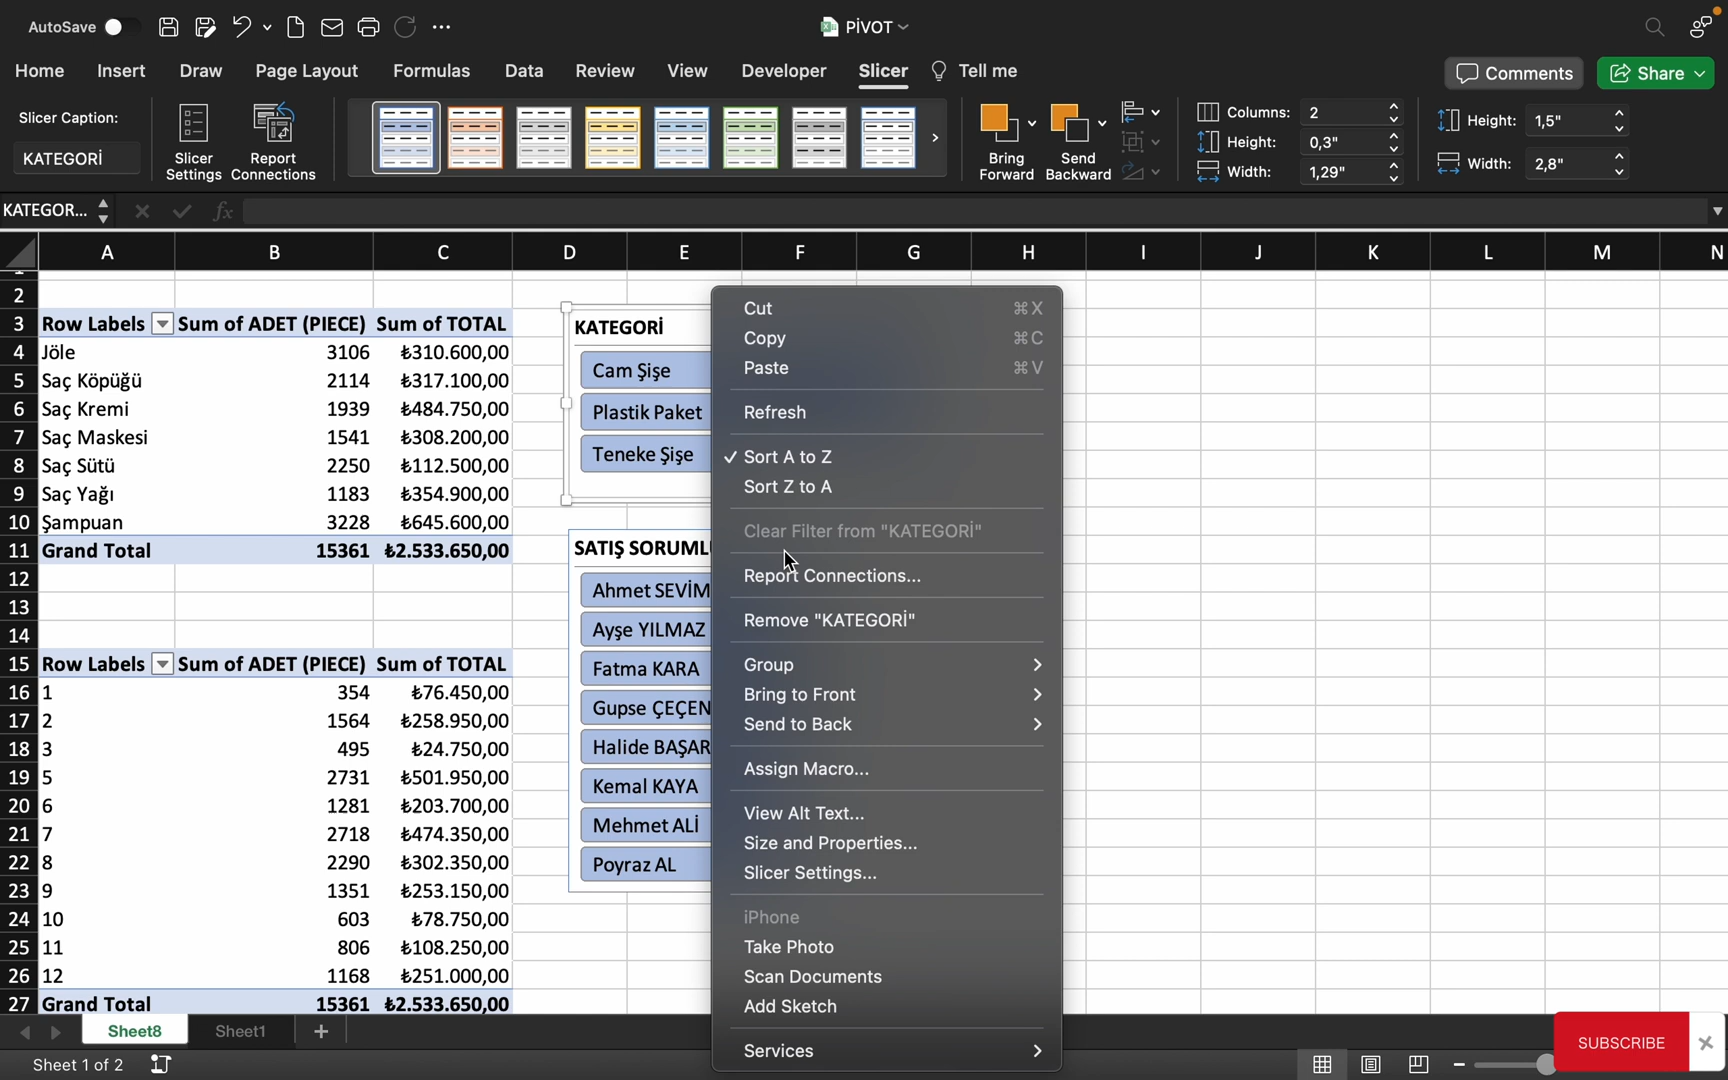 AutoSave
PİVOT
Home Insert Draw Page Layout Formulas Data Review View Developer Slicer Tell me
Comments Share
Slicer Caption:
KATEGORİ
Slicer Settings
Report Connections
Bring Forward
Send Backward
Columns: 2
Height: 0,3"
Width: 1,29"
Height: 1,5"
Width: 2,8"
KATEGOR... fx
A B C D E F G H I J K L M N
1
2
3 Row Labels Sum of ADET (PIECE) Sum of TOTAL
4 Jöle 3106 ₺310.600,00
5 Saç Köpüğü 2114 ₺317.100,00
6 Saç Kremi 1939 ₺484.750,00
7 Saç Maskesi 1541 ₺308.200,00
8 Saç Sütü 2250 ₺112.500,00
9 Saç Yağı 1183 ₺354.900,00
10 Şampuan 3228 ₺645.600,00
11 Grand Total 15361 ₺2.533.650,00
12
13
14
15 Row Labels Sum of ADET (PIECE) Sum of TOTAL
16 1 354 ₺76.450,00
17 2 1564 ₺258.950,00
18 3 495 ₺24.750,00
19 5 2731 ₺501.950,00
20 6 1281 ₺203.700,00
21 7 2718 ₺474.350,00
22 8 2290 ₺302.350,00
23 9 1351 ₺253.150,00
24 10 603 ₺78.750,00
25 11 806 ₺108.250,00
26 12 1168 ₺251.000,00
27 Grand Total 15361 ₺2.533.650,00
KATEGORİ
Cam Şişe
Plastik Paket
Teneke Şişe
SATIŞ SORUML
Ahmet SEVİM
Ayşe YILMAZ
Fatma KARA
Gupse ÇEÇEN
Halide BAŞAR
Kemal KAYA
Mehmet ALİ
Poyraz AL
Cut ⌘X
Copy ⌘C
Paste ⌘V
Refresh
✓ Sort A to Z
Sort Z to A
Clear Filter from "KATEGORİ"
Report Connections...
Remove "KATEGORİ"
Group
Bring to Front
Send to Back
Assign Macro...
View Alt Text...
Size and Properties...
Slicer Settings...
iPhone
Take Photo
Scan Documents
Add Sketch
Services
Sheet8 Sheet1
Sheet 1 of 2
SUBSCRIBE